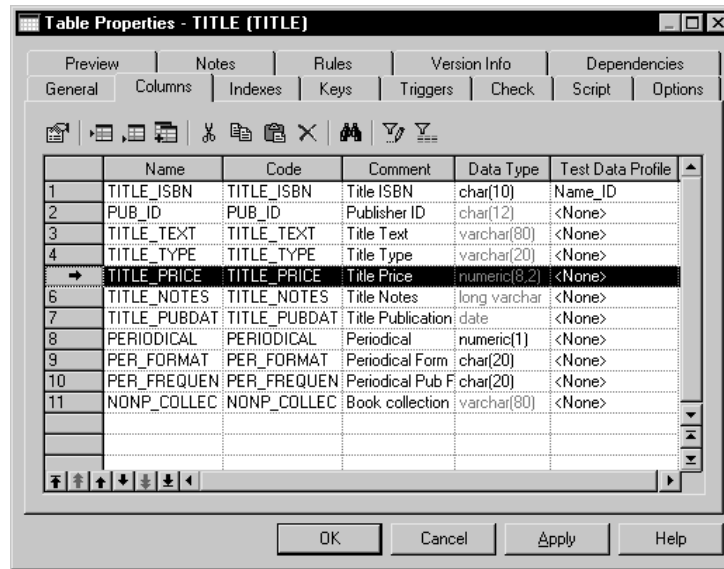 Table Properties - TITLE (TITLE)
Preview Notes Rules Version Info Dependencies
General Columns Indexes Keys Triggers Check Script Options
Name Code Comment Data Type Test Data Profile
1 TITLE_ISBN TITLE_ISBN Title ISBN char(10) Name_ID
2 PUB_ID PUB_ID Publisher ID char(12) <None>
3 TITLE_TEXT TITLE_TEXT Title Text varchar(80) <None>
4 TITLE_TYPE TITLE_TYPE Title Type varchar(20) <None>
TITLE_PRICE TITLE_PRICE Title Price numeric(8,2) <None>
6 TITLE_NOTES TITLE_NOTES Title Notes long varchar <None>
7 TITLE_PUBDAT TITLE_PUBDAT Title Publication date <None>
8 PERIODICAL PERIODICAL Periodical numeric(1) <None>
9 PER_FORMAT PER_FORMAT Periodical Form char(20) <None>
10 PER_FREQUEN PER_FREQUEN Periodical Pub F char(20) <None>
11 NONP_COLLEC NONP_COLLEC Book collection varchar(80) <None>
OK Cancel Apply Help